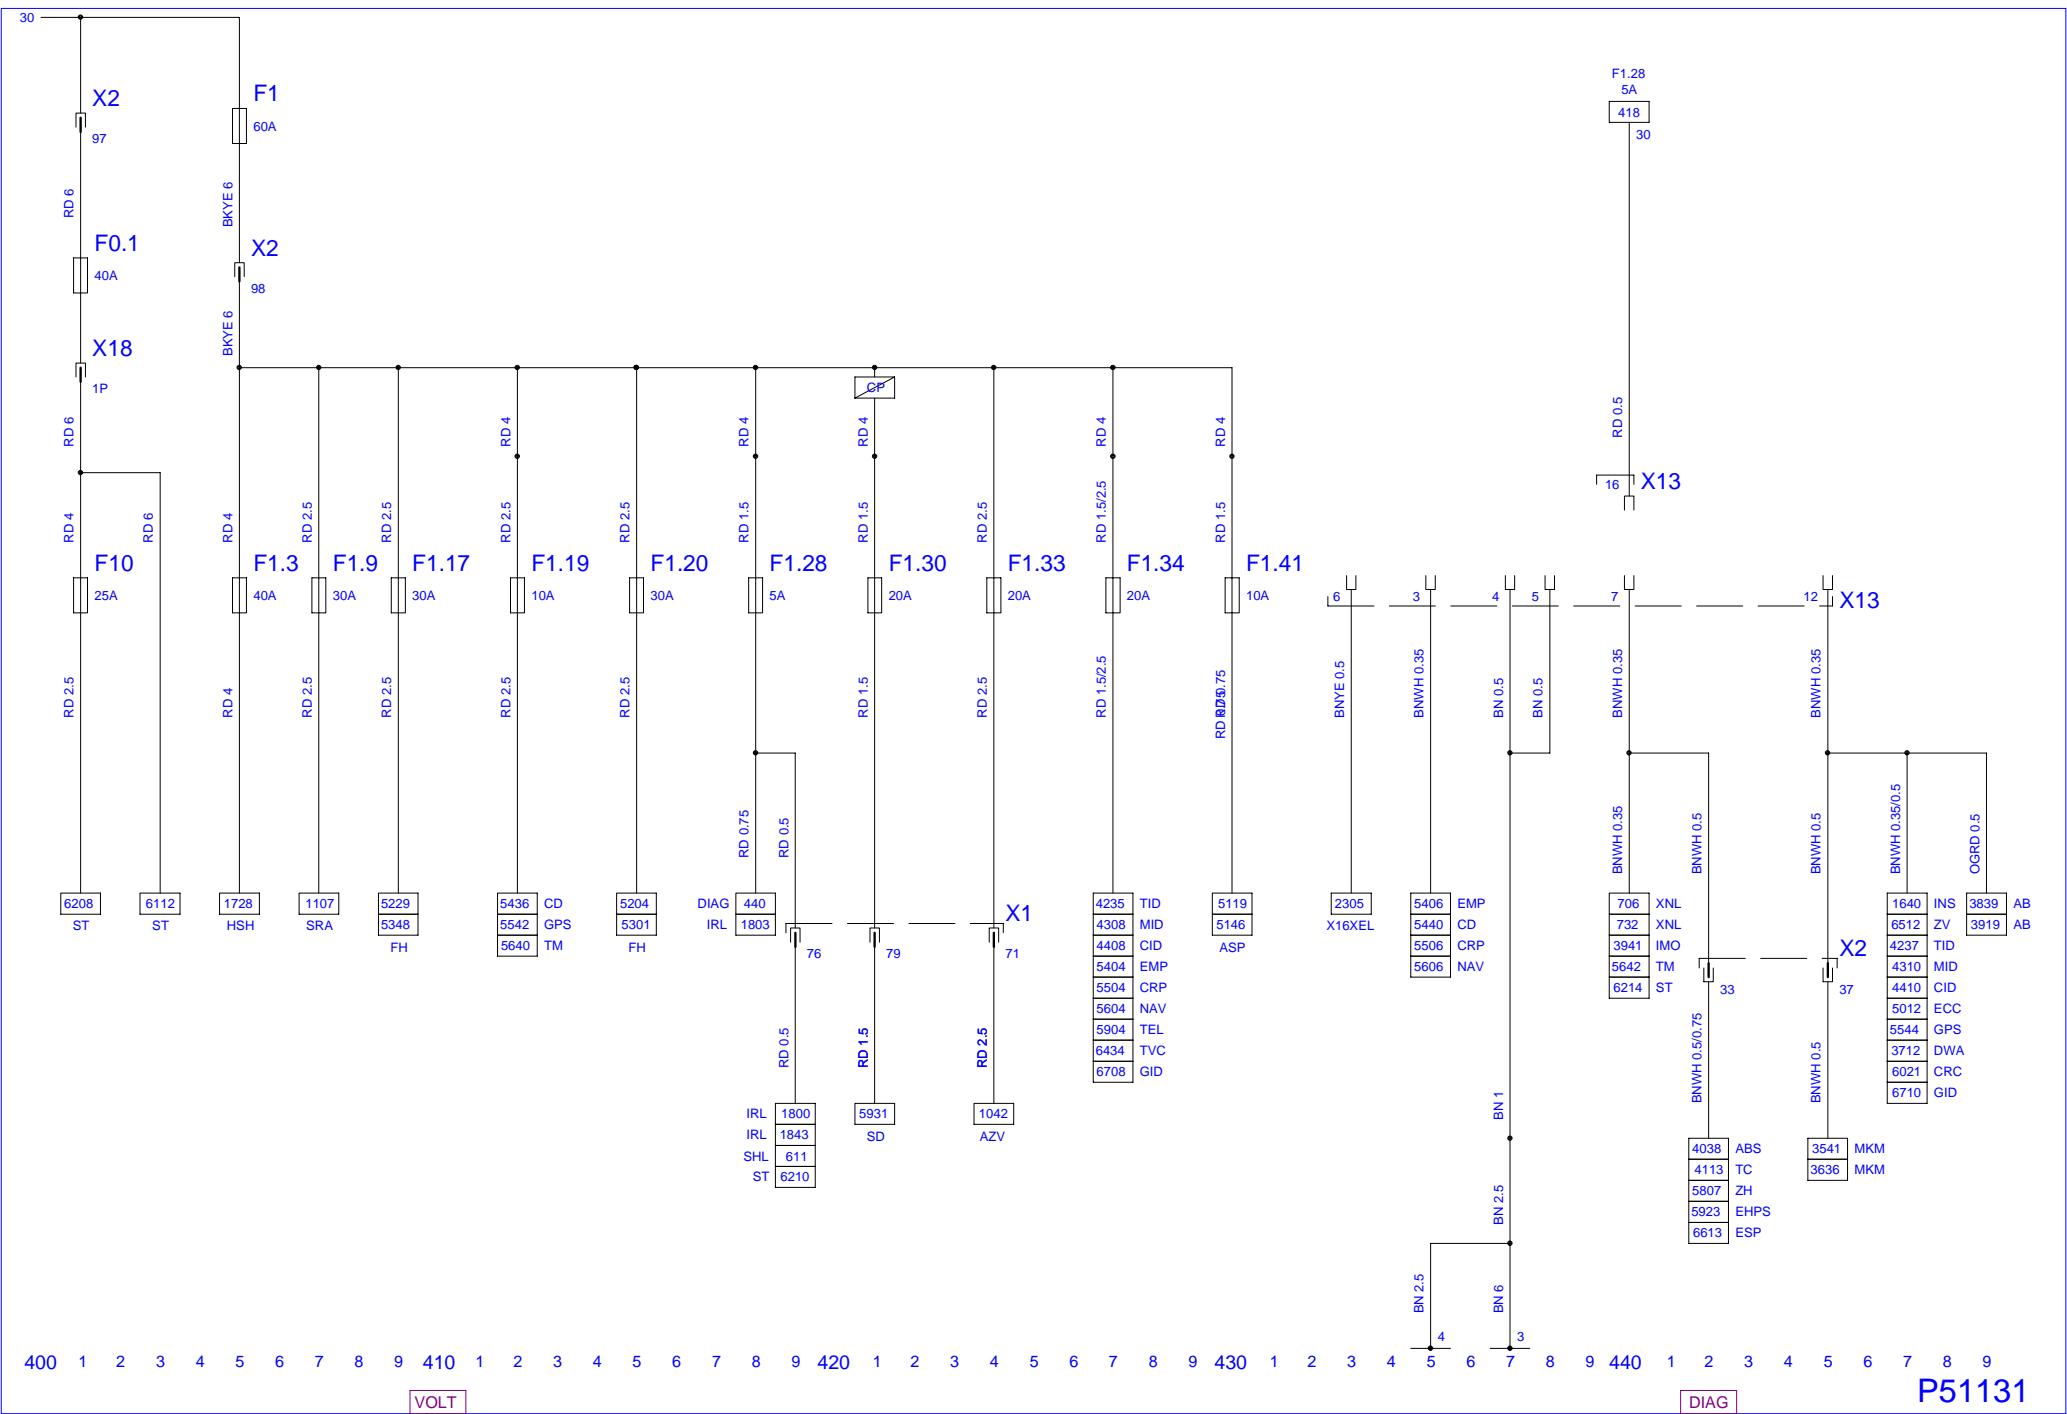 30
X2
97
RD 6
F0.1
40A
X18
1P
RD 6
RD 4
RD 6
F10
25A
RD 2.5
6208
ST
6112
ST
F1
60A
BKYE 6
X2
98
BKYE 6
RD 4
F1.3
40A
RD 4
1728
HSH
RD 2.5
F1.9
30A
RD 2.5
1107
SRA
RD 2.5
F1.17
30A
RD 2.5
5229
5348
FH
RD 4
RD 2.5
F1.19
10A
RD 2.5
5436 CD
5542 GPS
5640 TM
RD 2.5
F1.20
30A
RD 2.5
5204
5301
FH
RD 4
RD 1.5
F1.28
5A
RD 0.75
RD 0.5
DIAG 440
IRL 1803
76
RD 0.5
IRL 1800
IRL 1843
SHL 611
ST 6210
CP
RD 4
RD 1.5
F1.30
20A
RD 1.5
79
RD 1.5
5931
SD
RD 2.5
F1.33
20A
RD 2.5
X1
71
RD 2.5
1042
AZV
RD 4
RD 1.5/2.5
F1.34
20A
RD 1.5/2.5
4235 TID
4308 MID
4408 CID
5404 EMP
5504 CRP
5604 NAV
5904 TEL
6434 TVC
6708 GID
RD 4
RD 1.5
F1.41
10A
5119
5146
ASP
F1.28
5A
418
30
RD 0.5
16 X13
6 3 4 5 7 12 X13
BNYE 0.5
2305
X16XEL
BNWH 0.35
5406 EMP
5440 CD
5506 CRP
5606 NAV
BN 0.5
BN 0.5
BN 1
BN 2.5
BN 2.5
BN 6
4
3
BNWH 0.35
BNWH 0.35
BNWH 0.5
706 XNL
732 XNL
3941 IMO
5642 TM
6214 ST
33
BNWH 0.5/0.75
4038 ABS
4113 TC
5807 ZH
5923 EHPS
6613 ESP
BNWH 0.35
BNWH 0.5
X2
37
BNWH 0.5
3541 MKM
3636 MKM
BNWH 0.35/0.5
1640 INS
6512 ZV
4237 TID
4310 MID
4410 CID
5012 ECC
5544 GPS
3712 DWA
6021 CRC
6710 GID
OGRD 0.5
3839 AB
3919 AB
400 1 2 3 4 5 6 7 8 9 410 1 2 3 4 5 6 7 8 9 420 1 2 3 4 5 6 7 8 9 430 1 2 3 4 5 6 7 8 9 440 1 2 3 4 5 6 7 8 9
VOLT
DIAG
P51131